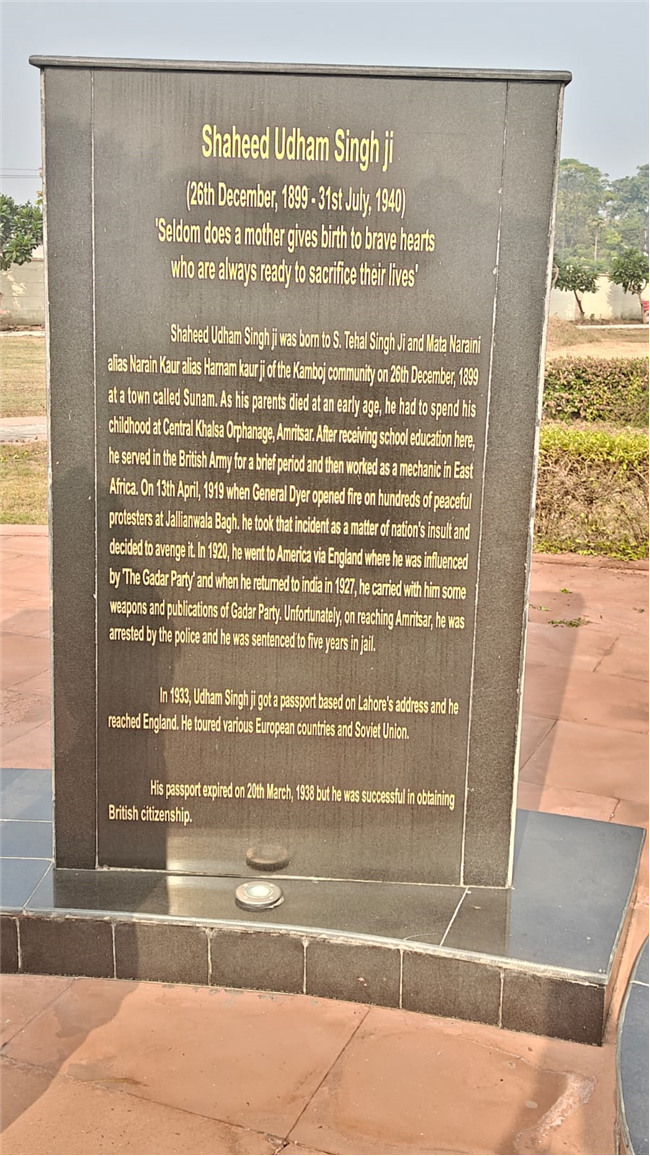 Shaheed Udham Singh ji
(26th December, 1899 - 31st July, 1940)
'Seldom does a mother gives birth to brave hearts
who are always ready to sacrifice their lives'
Shaheed Udham Singh ji was born to S. Tehal Singh Ji and Mata Naraini
alias Narain Kaur alias Harnam kaur ji of the Kamboj community on 26th December, 1899
at a town called Sunam. As his parents died at an early age, he had to spend his
childhood at Central Khalsa Orphanage, Amritsar. After receiving school education here,
he served in the British Army for a brief period and then worked as a mechanic in East
Africa. On 13th April, 1919 when General Dyer opened fire on hundreds of peaceful
protesters at Jallianwala Bagh. he took that incident as a matter of nation's insult and
decided to avenge it. In 1920, he went to America via England where he was influenced
by 'The Gadar Party' and when he returned to india in 1927, he carried with him some
weapons and publications of Gadar Party. Unfortunately, on reaching Amritsar, he was
arrested by the police and he was sentenced to five years in jail.
In 1933, Udham Singh ji got a passport based on Lahore's address and he
reached England. He toured various European countries and Soviet Union.
His passport expired on 20th March, 1938 but he was successful in obtaining
British citizenship.